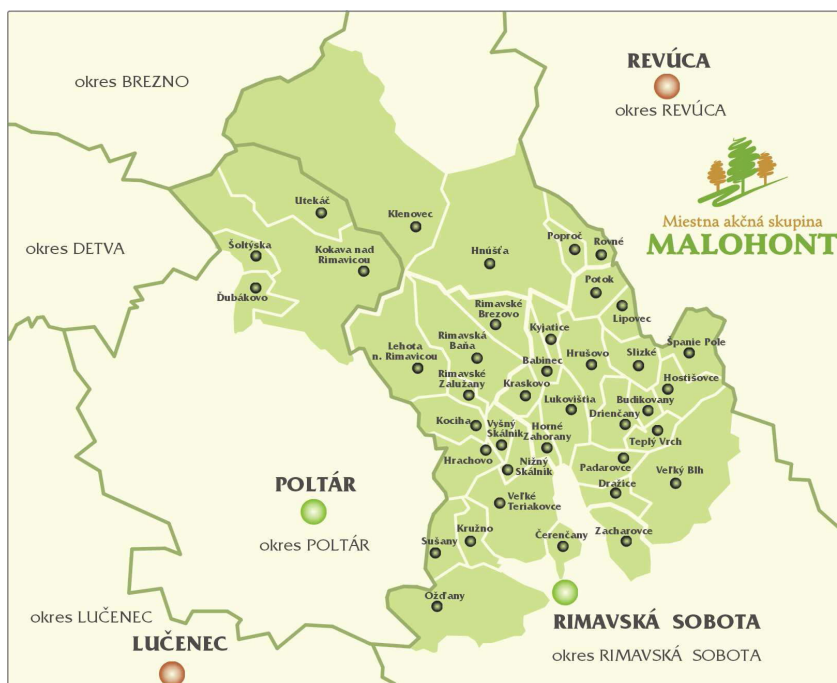 REVÚCA
okres BREZNO
okres REVÚCA
Miestna akčná skupina
MALOHONT
Utekáč
Klenovec
okres DETVA
Šoltýska
Kokava nad
Rimavicou
Hnúšťa
Poproč
Rovné
Ďubákovo
Potok
Lipovec
Rimavské
Brezovo
Kyjatice
Rimavská
Baňa
Lehota
n. Rimavicou
Babinec
Hrušovo
Slizké
Španie Pole
Rimavské
Zalužany
Kraskovo
Hostišovce
Lukovištia
Budikovany
Drienčany
Kociha
Vyšný
Skálnik
Horné
Zahorany
Teplý Vrch
Hrachovo
Nižný
Skálnik
Padarovce
Veľký Blh
Dražice
POLTÁR
okres POLTÁR
Veľké
Teriakovce
Sušany
Kružno
Čerenčany
Zacharovce
Ožďany
okres LUČENEC
LUČENEC
RIMAVSKÁ SOBOTA
okres RIMAVSKÁ SOBOTA